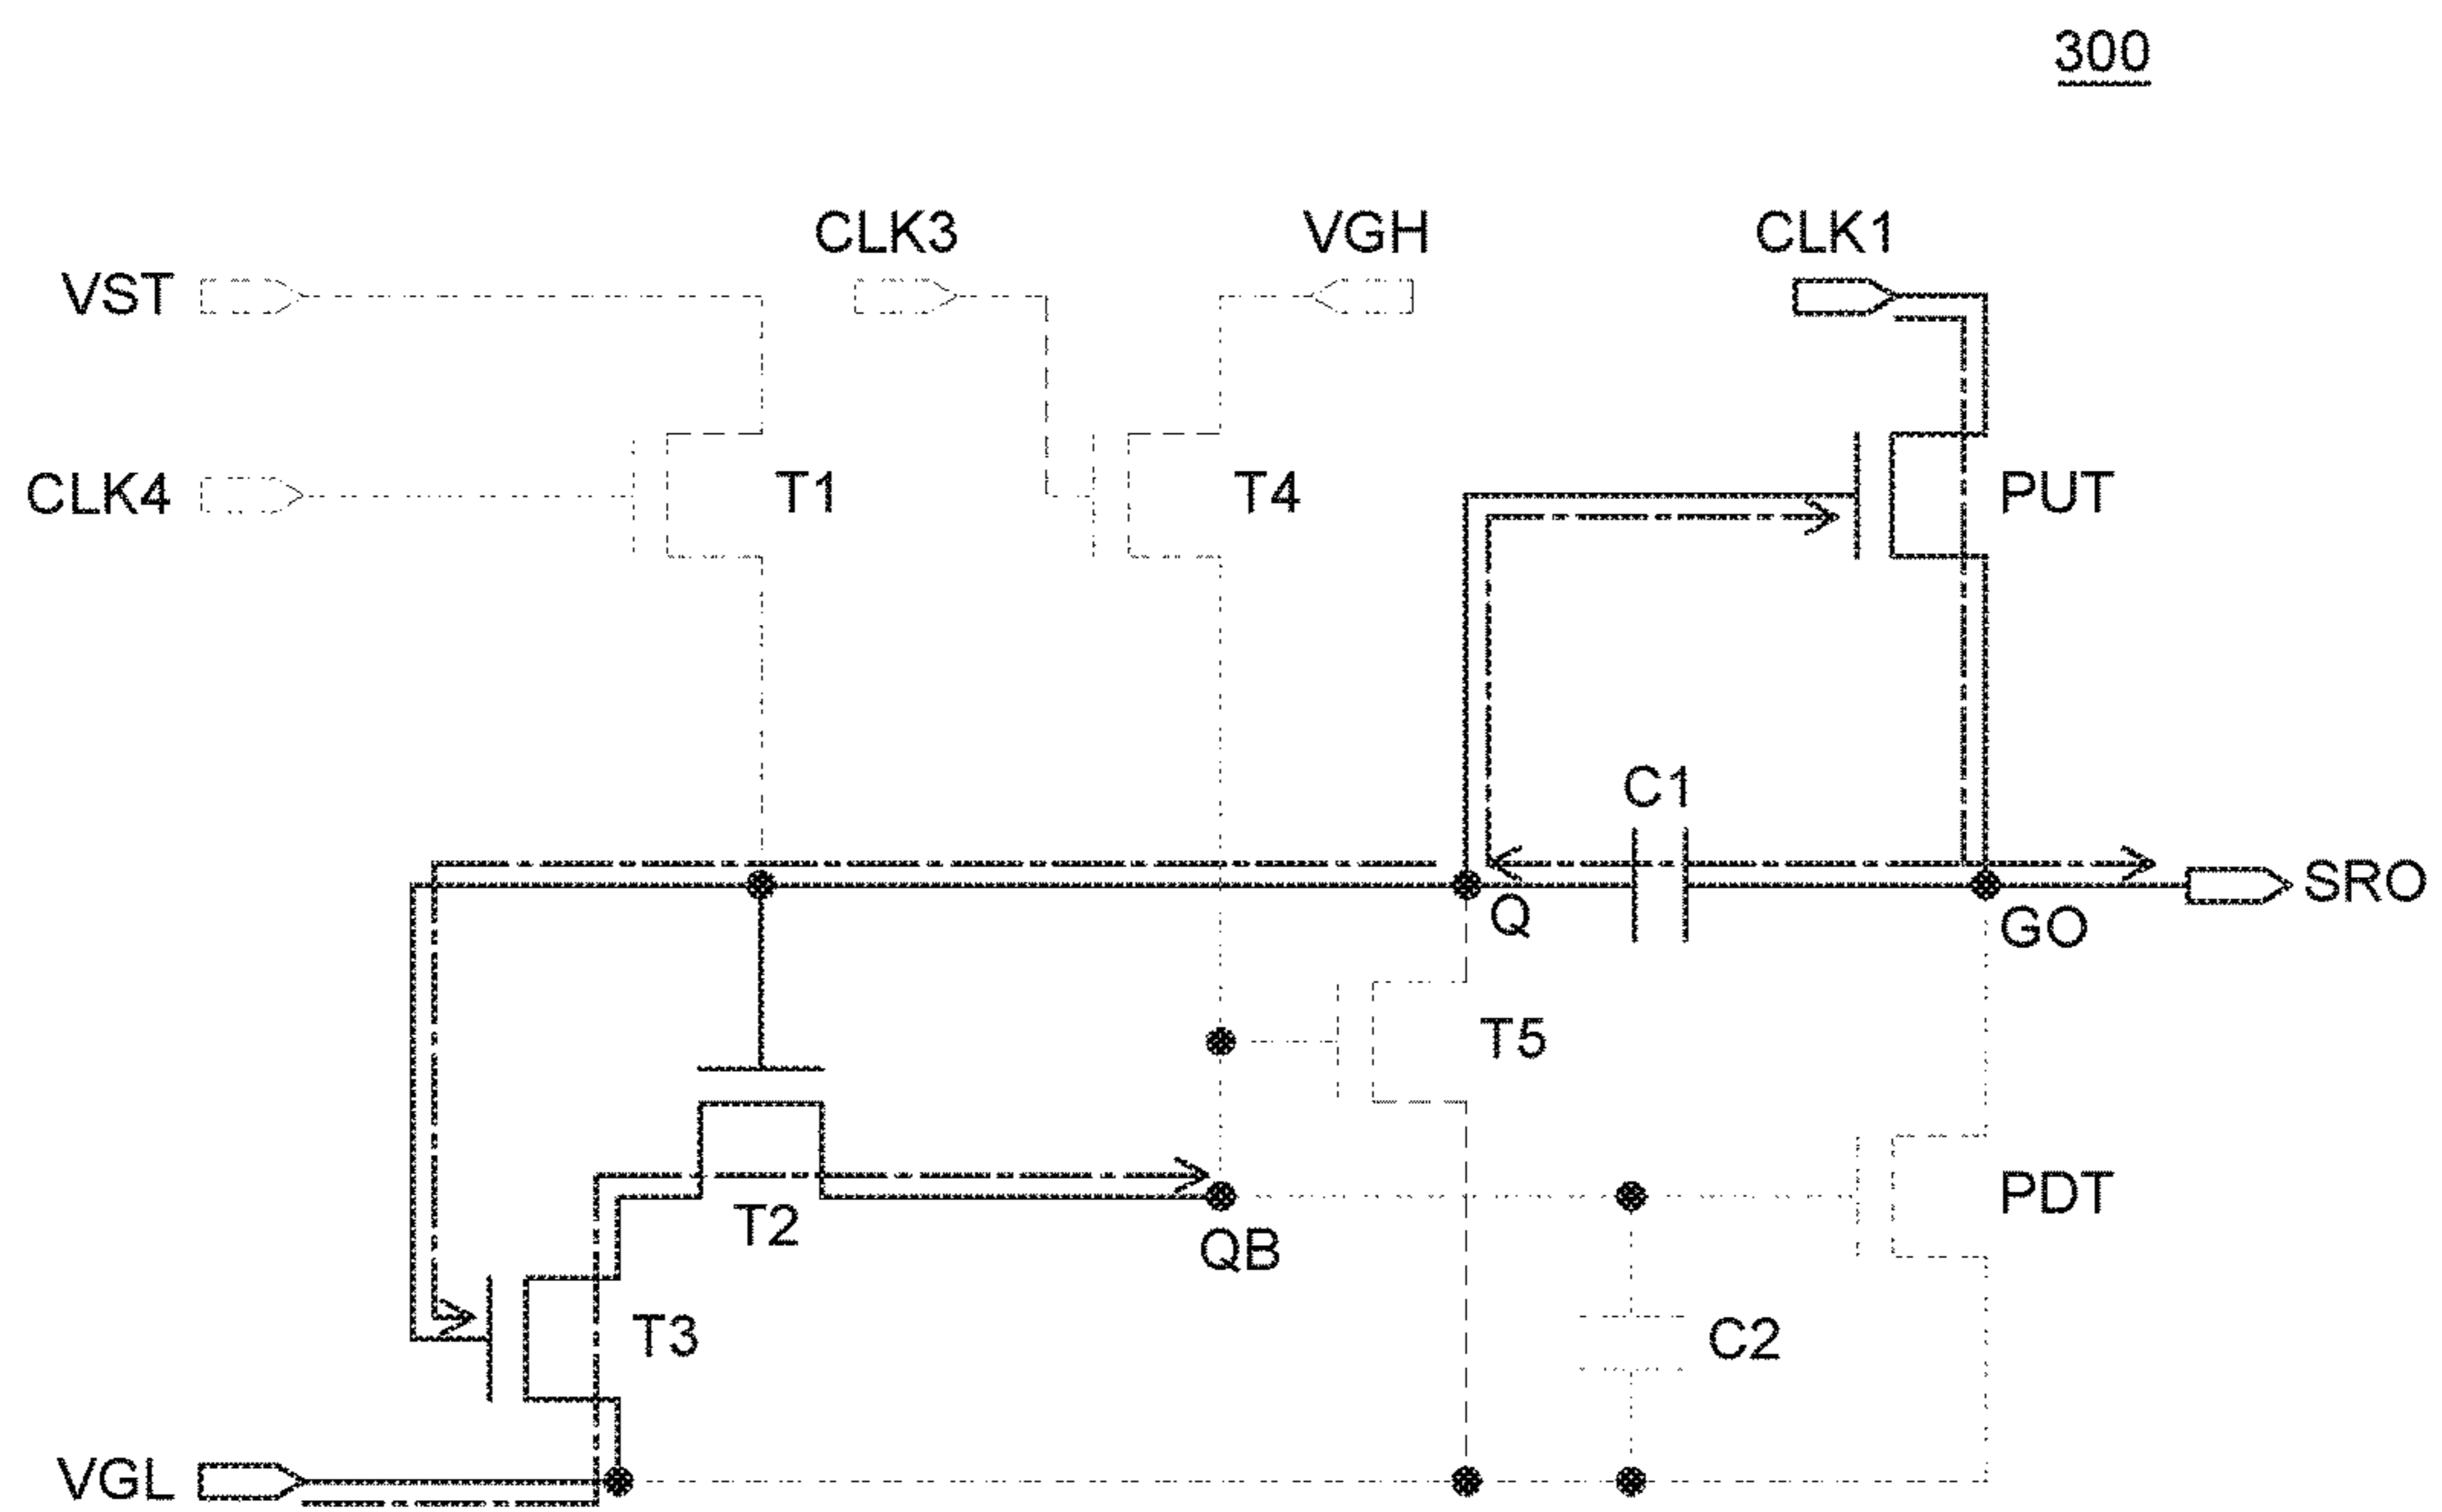 300
CLK3
VGH
CLK1
VST
CLK4
T1
T4
PUT
C1
Q
GO
SRO
T5
T2
QB
PDT
T3
C2
VGL